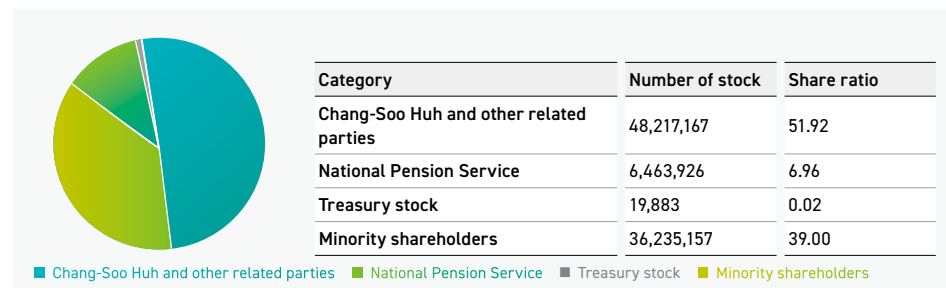 Category Number of stock Share ratio
Chang-Soo Huh and other related
parties 48,217,167 51.92
National Pension Service 6,463,926 6.96
Treasury stock 19,883 0.02
Minority shareholders 36,235,157 39.00
Chang-Soo Huh and other related parties National Pension Service Treasury stock Minority shareholders